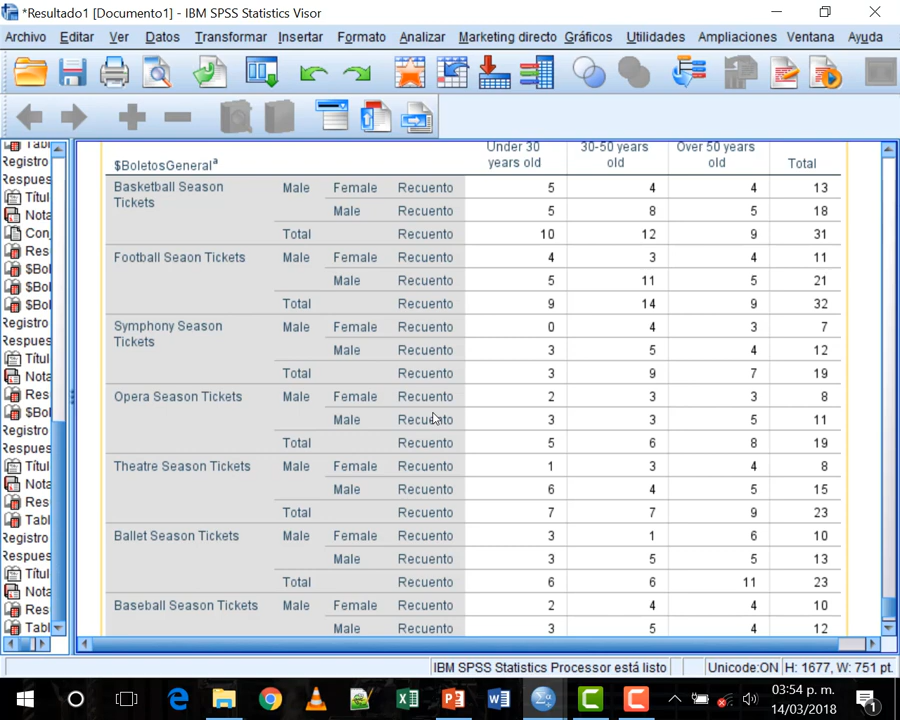 *Resultado1 [Documento1] - IBM SPSS Statistics Visor
Archivo Editar Ver Datos Transformar Insertar Formato Analizar Marketing directo Gráficos Utilidades Ampliaciones Ventana Ayuda
Registro
Respues
Títul
Nota
Con
Res
$Bol
$Bol
$Bol
Registro
Respues
Títul
Nota
Res
$Bol
Registro
Respues
Títul
Nota
Res
Tabl
Registro
Respues
Títul
Nota
Res
Tabl
$BoletosGeneralª Under 30 years old 30-50 years old Over 50 years old Total
Basketball Season Tickets Male Female Recuento 5 4 4 13
Male Recuento 5 8 5 18
Total Recuento 10 12 9 31
Football Seaon Tickets Male Female Recuento 4 3 4 11
Male Recuento 5 11 5 21
Total Recuento 9 14 9 32
Symphony Season Tickets Male Female Recuento 0 4 3 7
Male Recuento 3 5 4 12
Total Recuento 3 9 7 19
Opera Season Tickets Male Female Recuento 2 3 3 8
Male Recuento 3 3 5 11
Total Recuento 5 6 8 19
Theatre Season Tickets Male Female Recuento 1 3 4 8
Male Recuento 6 4 5 15
Total Recuento 7 7 9 23
Ballet Season Tickets Male Female Recuento 3 1 6 10
Male Recuento 3 5 5 13
Total Recuento 6 6 11 23
Baseball Season Tickets Male Female Recuento 2 4 4 10
Male Recuento 3 5 4 12
IBM SPSS Statistics Processor está listo Unicode:ON H: 1677, W: 751 pt.
03:54 p. m.
14/03/2018
1